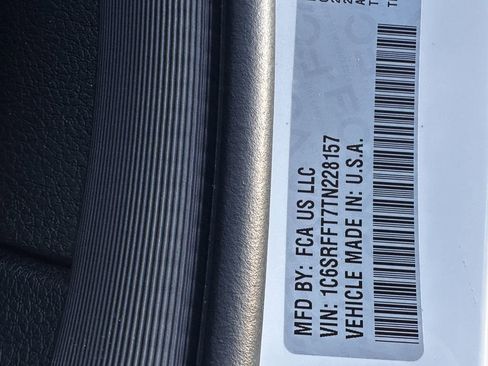 MFD BY: FCA US LLC
VIN: 1C6SRFFT7TN228157
VEHICLE MADE IN: U.S.A.